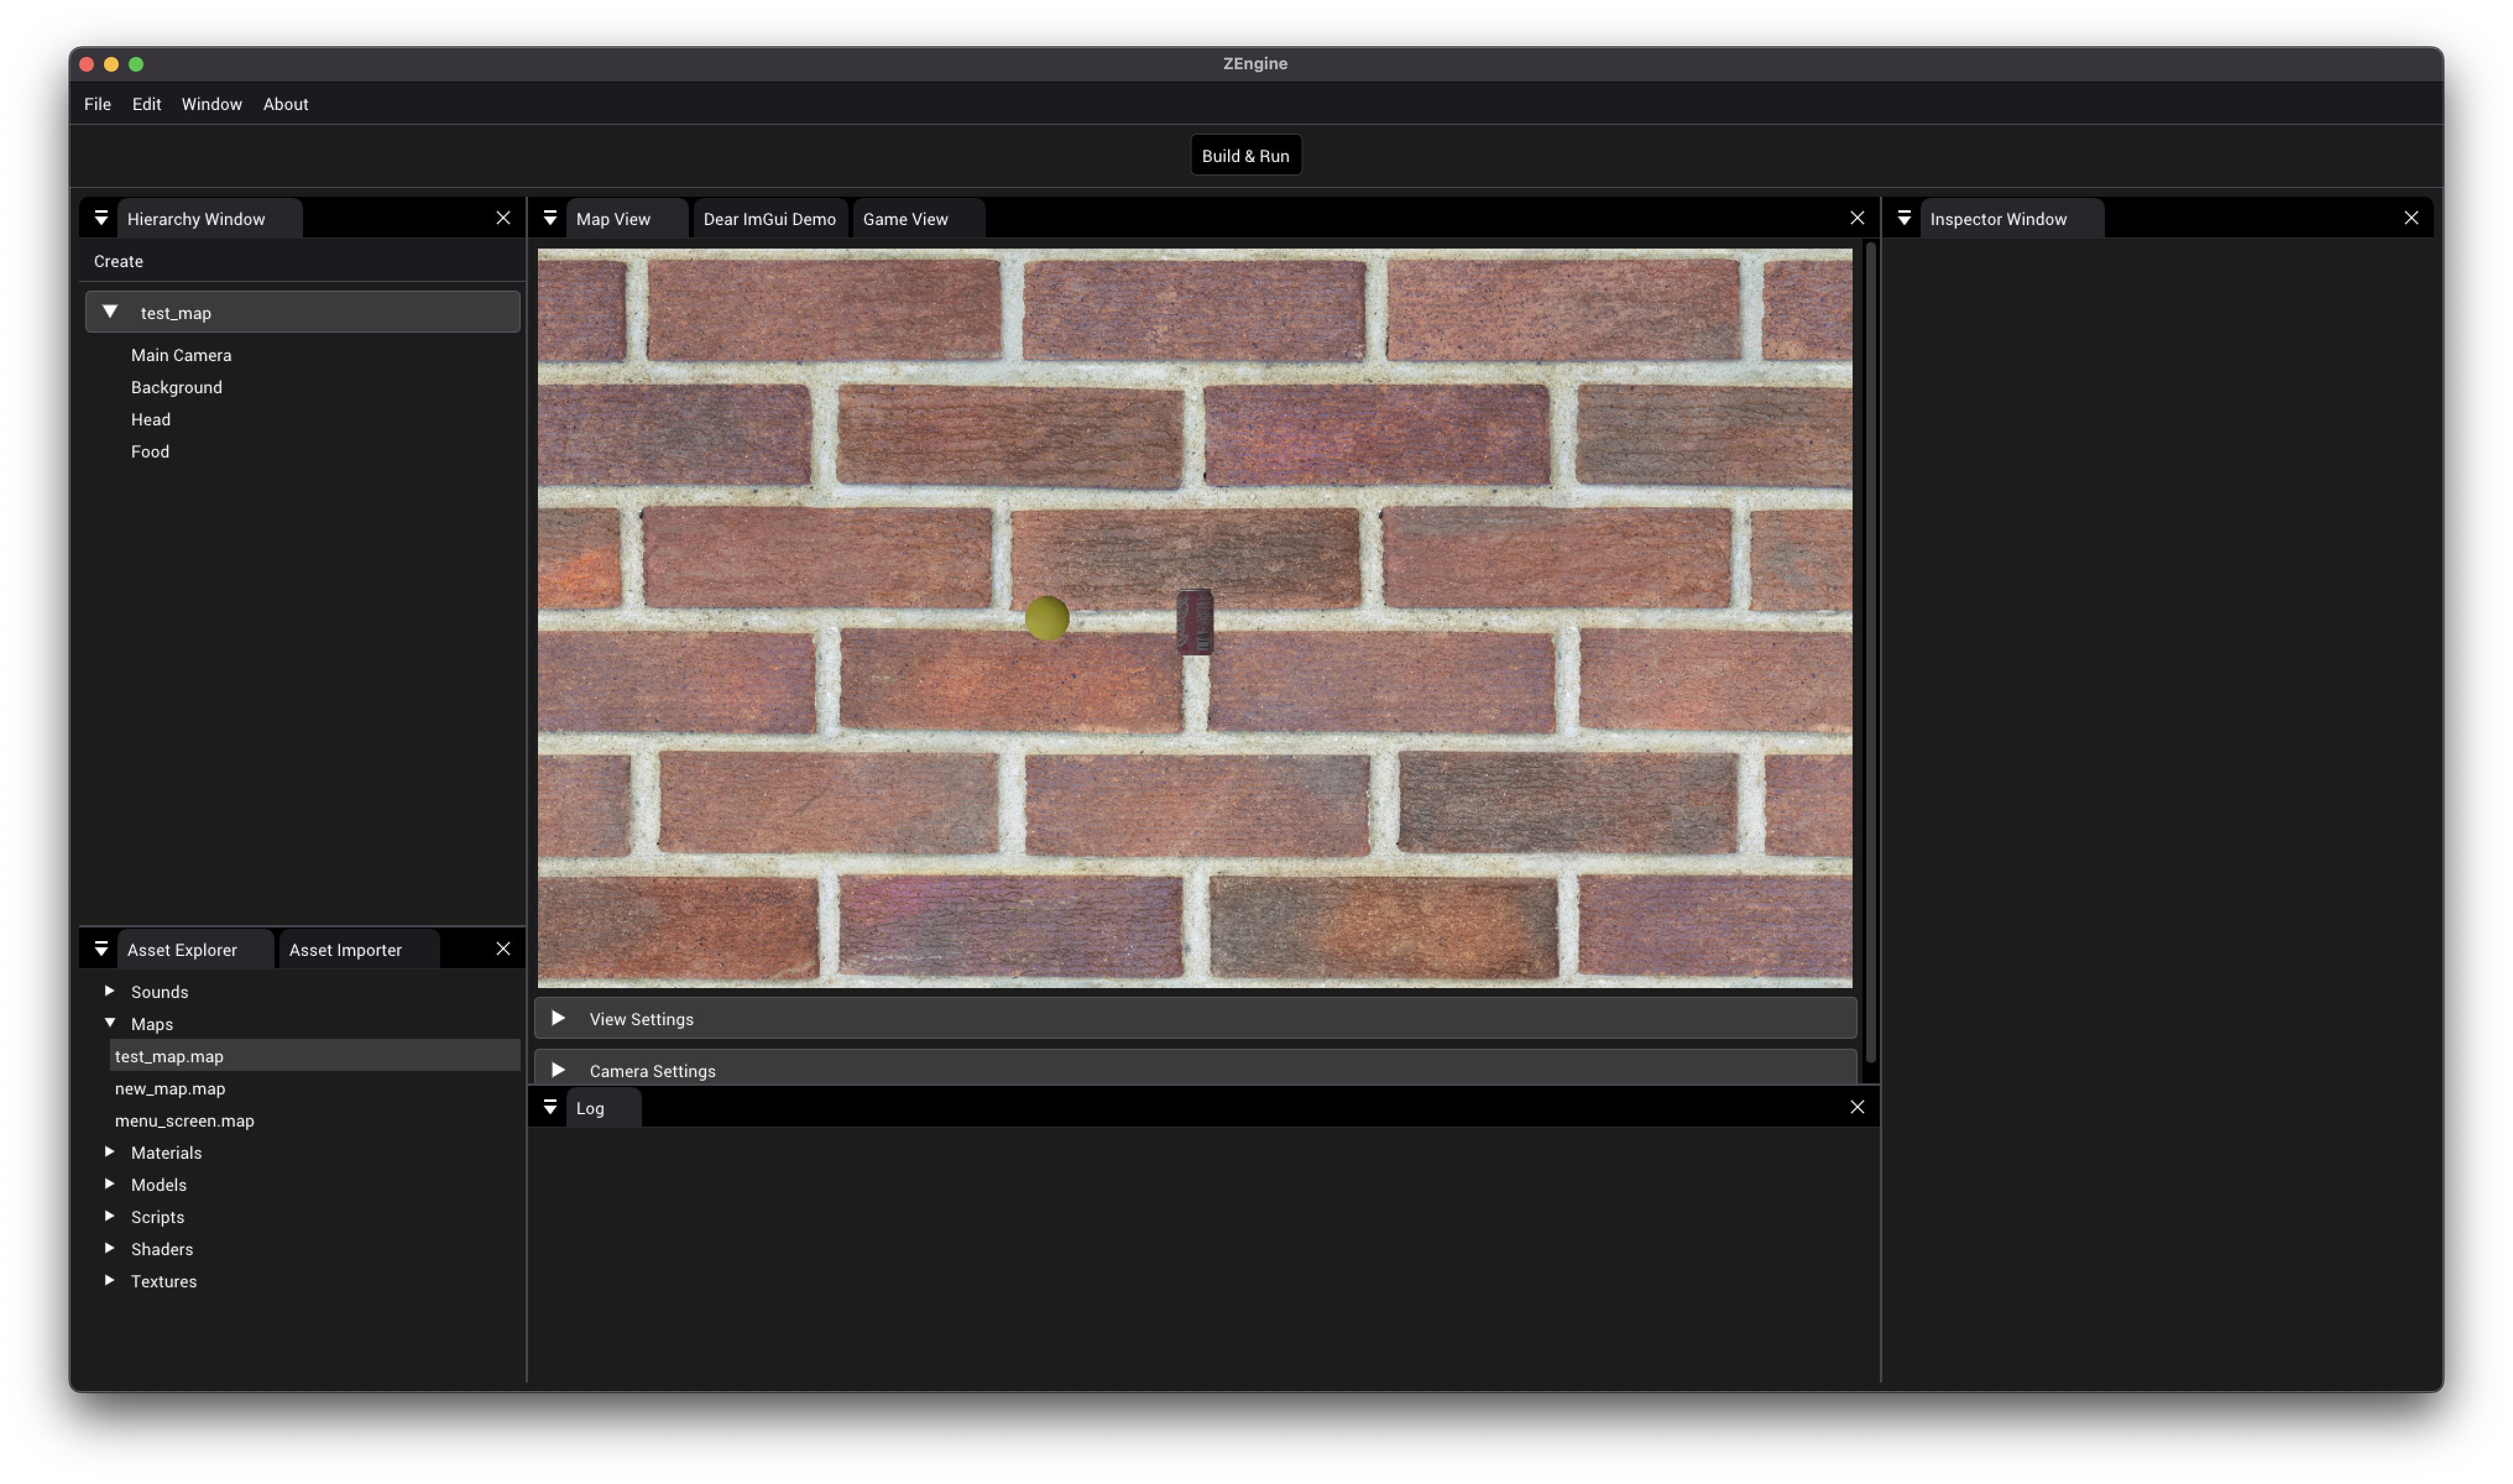 ZEngine
File Edit Window About
Build & Run
Hierarchy Window
Create
test_map
Main Camera
Background
Head
Food
Asset Explorer Asset Importer
Sounds
Maps
test_map.map
new_map.map
menu_screen.map
Materials
Models
Scripts
Shaders
Textures
Map View Dear ImGui Demo Game View
View Settings
Camera Settings
Log
Inspector Window